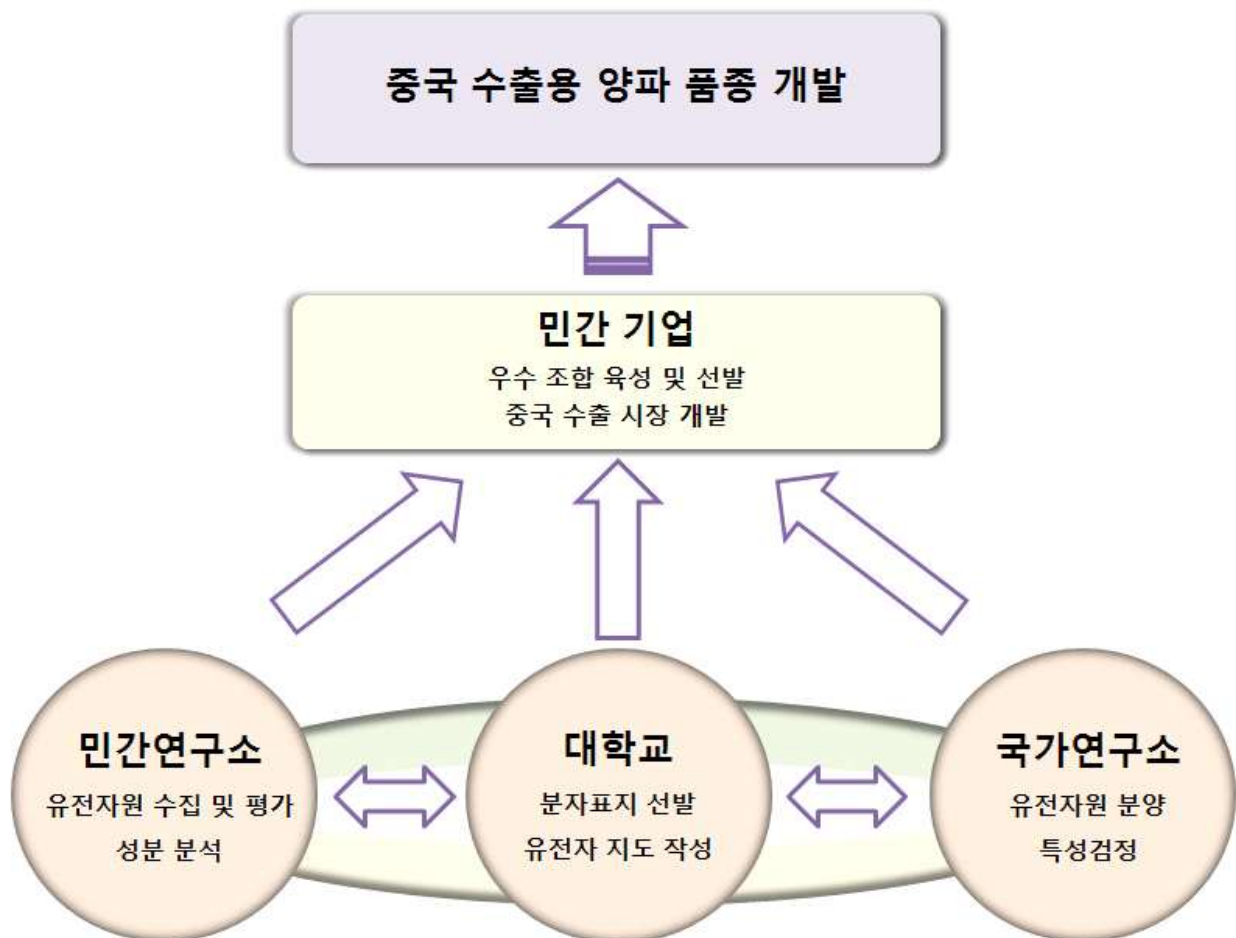 중국 수출용 양파 품종 개발
민간 기업
우수 조합 육성 및 선발
중국 수출 시장 개발
민간연구소
유전자원 수집 및 평가
성분 분석
대학교
분자표지 선발
유전자 지도 작성
국가연구소
유전자원 분양
특성검정